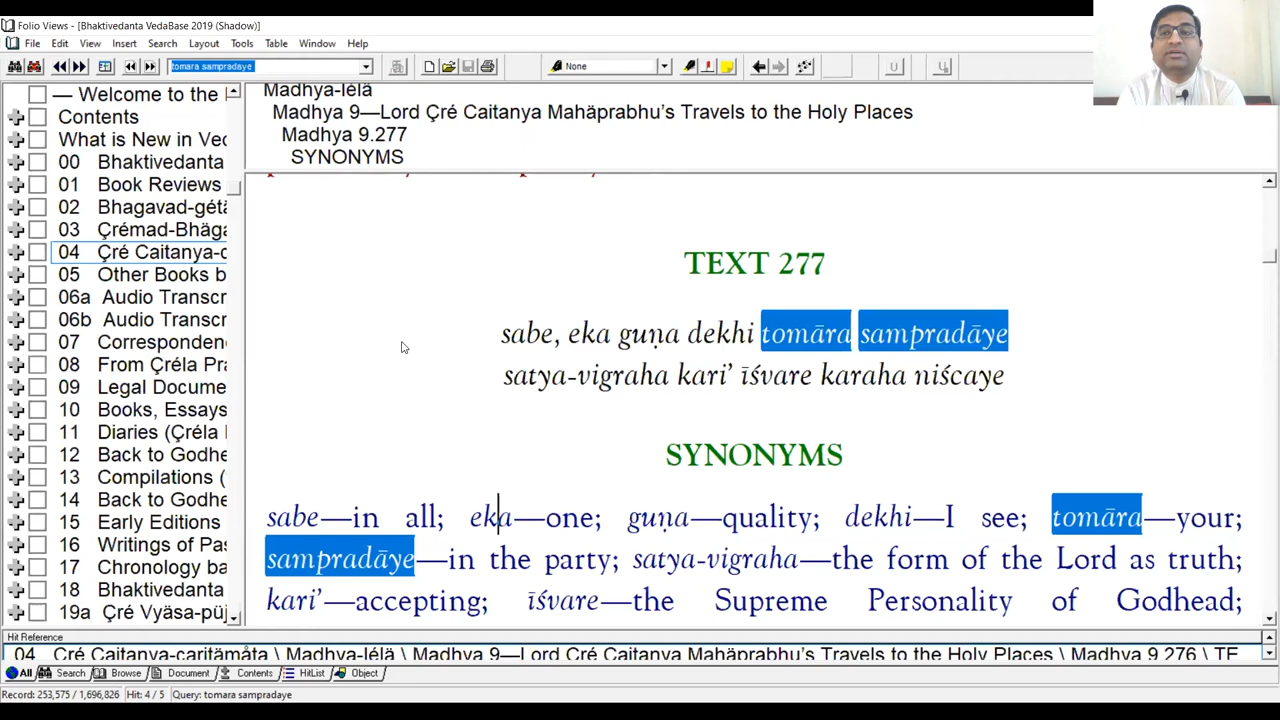 Folio Views - [Bhaktivedanta VedaBase 2019 (Shadow)]
File Edit View Insert Search Layout Tools Table Window Help
tomara sampradaye
None
— Welcome to the
Contents
What is New in Ved
00 Bhaktivedanta
01 Book Reviews
02 Bhagavad-gétä
03 Çrémad-Bhäga
04 Çré Caitanya-c
05 Other Books b
06a Audio Transcr
06b Audio Transcr
07 Corresponden
08 From Çréla Pra
09 Legal Docume
10 Books, Essays
11 Diaries (Çréla
12 Back to Godhe
13 Compilations (
14 Back to Godhe
15 Early Editions
16 Writings of Pas
17 Chronology ba
18 Bhaktivedanta
19a Çré Vyäsa-püj
Madhya-lélä
Madhya 9—Lord Çré Caitanya Mahäprabhu's Travels to the Holy Places
Madhya 9.277
SYNONYMS
TEXT 277
sabe, eka guṇa dekhi tomāra sampradāye
satya-vigraha kari’ īśvare karaha niścaye
SYNONYMS
sabe—in all; eka—one; guṇa—quality; dekhi—I see; tomāra—your;
sampradāye—in the party; satya-vigraha—the form of the Lord as truth;
kari’—accepting; īśvare—the Supreme Personality of Godhead;
Hit Reference
04 Çré Caitanya-caritämåta \ Madhya-lélä \ Madhya 9—Lord Çré Caitanya Mahäprabhu's Travels to the Holy Places \ Madhya 9.276 \ TE
All Search Browse Document Contents HitList Object
Record: 253,575 / 1,696,826 Hit: 4 / 5 Query: tomara sampradaye